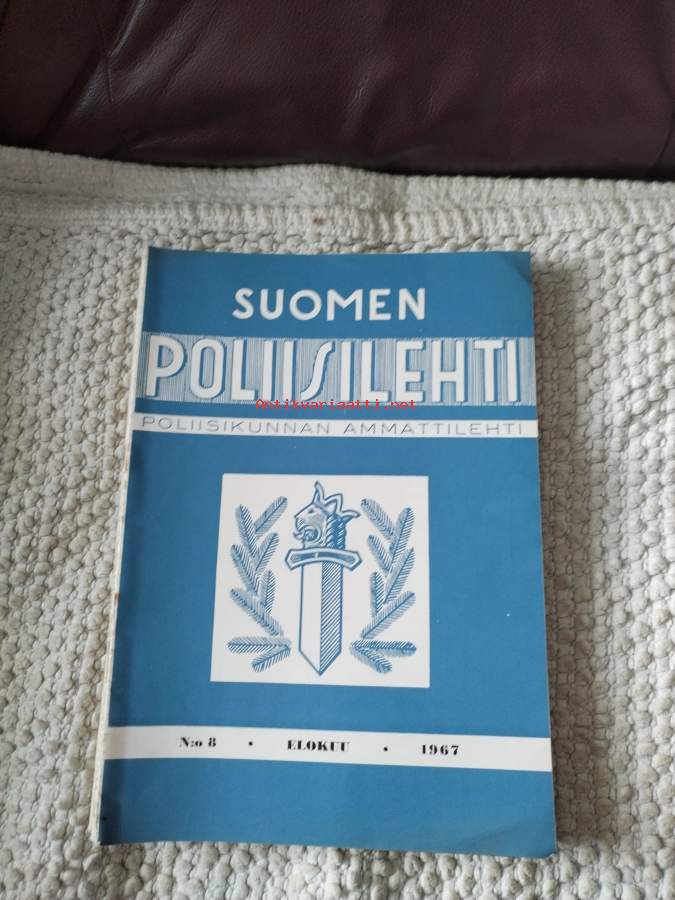 SUOMEN
POLIISILEHTI
Antikvariaatti.net
POLIISIKUNNAN AMMATTILEHTI
N:o 8 • ELOKUU • 1967